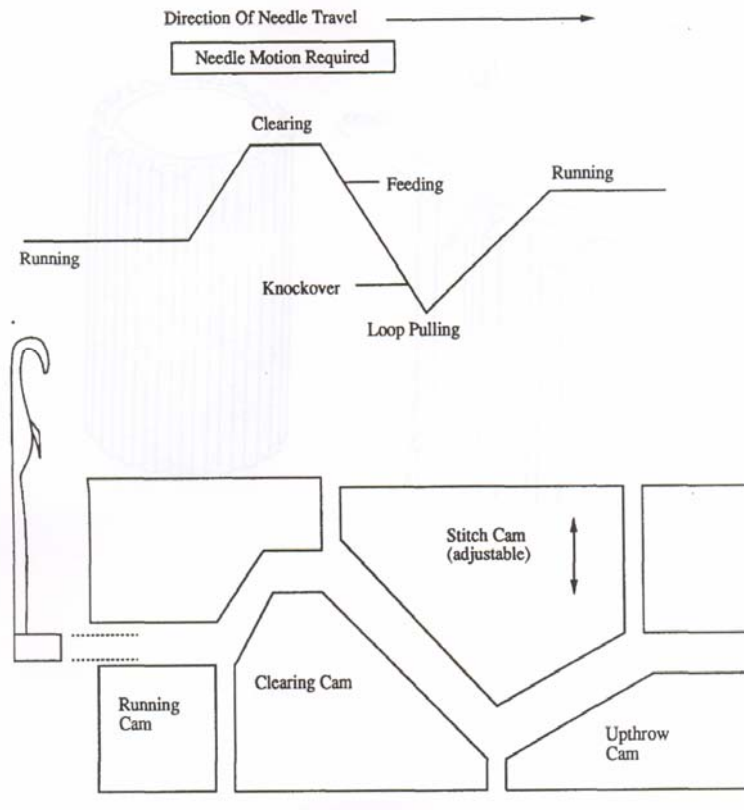 Direction Of Needle Travel
Needle Motion Required
Clearing
Feeding
Running
Running
Knockover
Loop Pulling
Stitch Cam
(adjustable)
Clearing Cam
Running
Cam
Upthrow
Cam